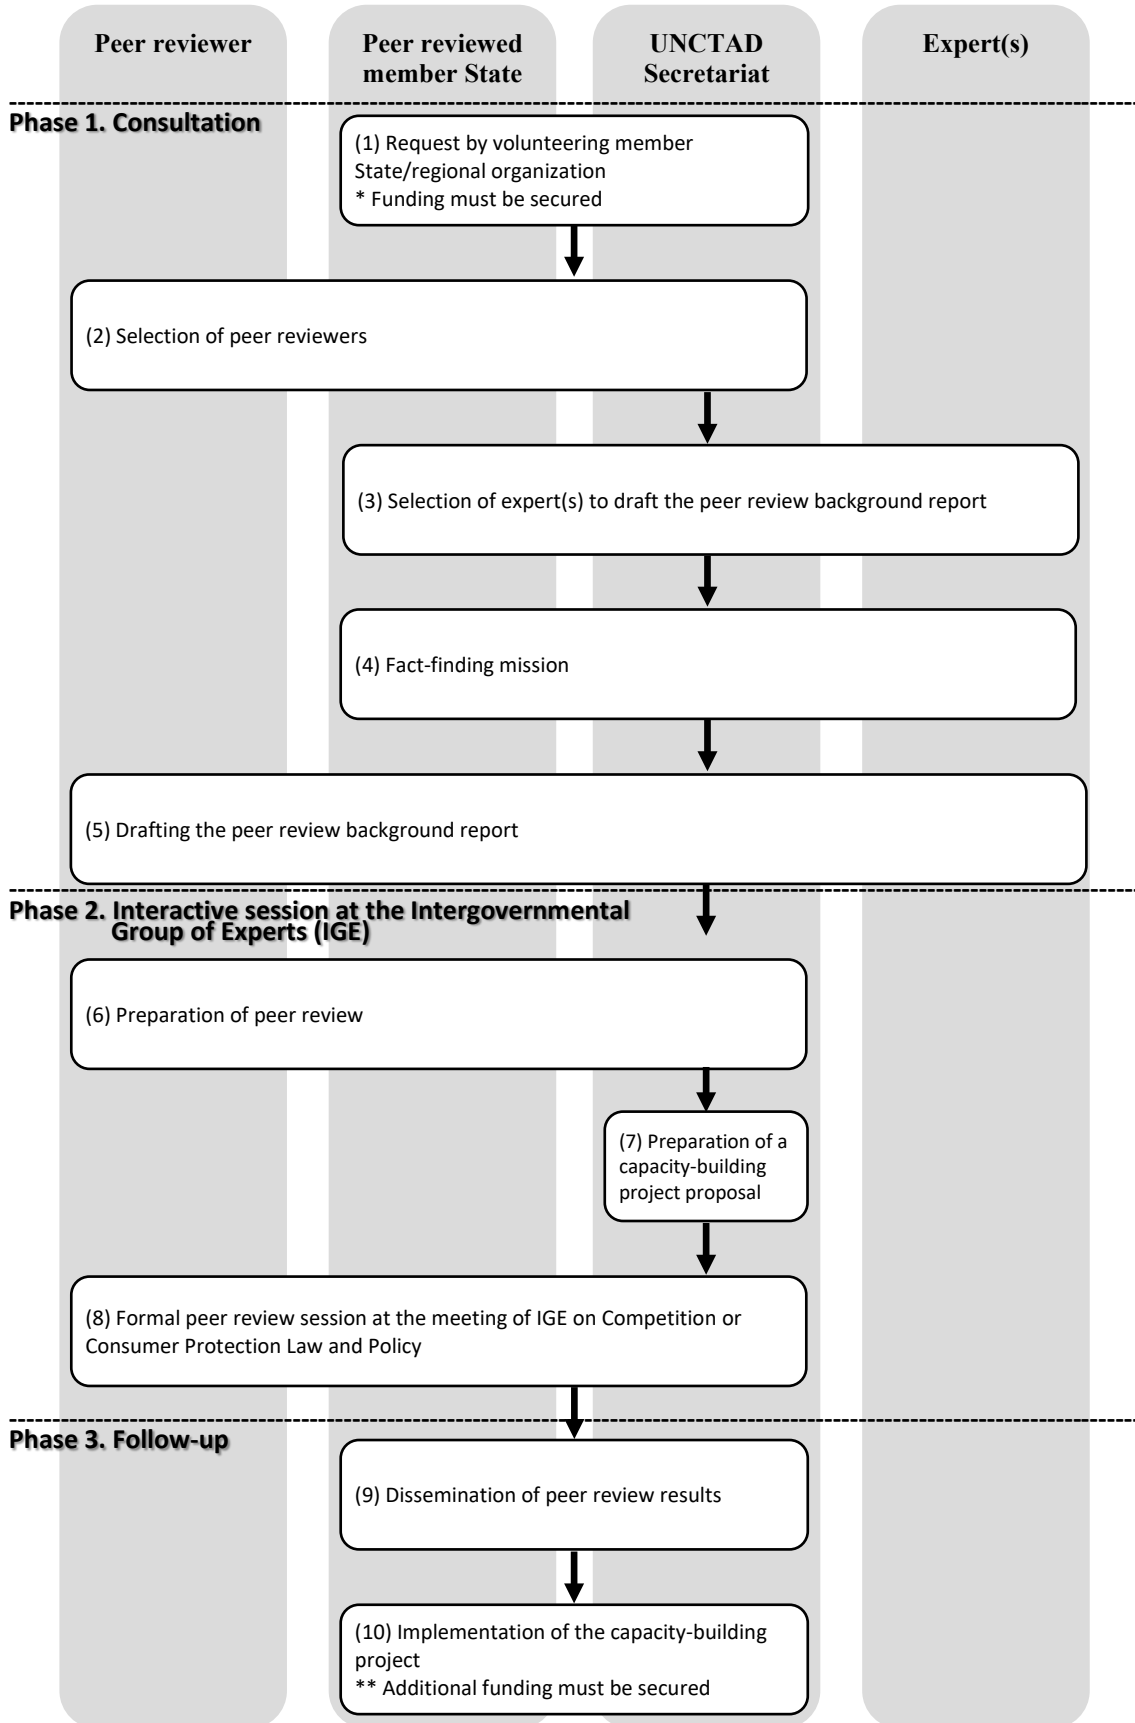 Peer reviewer
Peer reviewed
member State
UNCTAD
Secretariat
Expert(s)
Phase 1. Consultation
(1) Request by volunteering member
State/regional organization
* Funding must be secured
(2) Selection of peer reviewers
(3) Selection of expert(s) to draft the peer review background report
(4) Fact-finding mission
(5) Drafting the peer review background report
Phase 2. Interactive session at the Intergovernmental
Group of Experts (IGE)
(6) Preparation of peer review
(7) Preparation of a
capacity-building
project proposal
(8) Formal peer review session at the meeting of IGE on Competition or
Consumer Protection Law and Policy
Phase 3. Follow-up
(9) Dissemination of peer review results
(10) Implementation of the capacity-building
project
** Additional funding must be secured